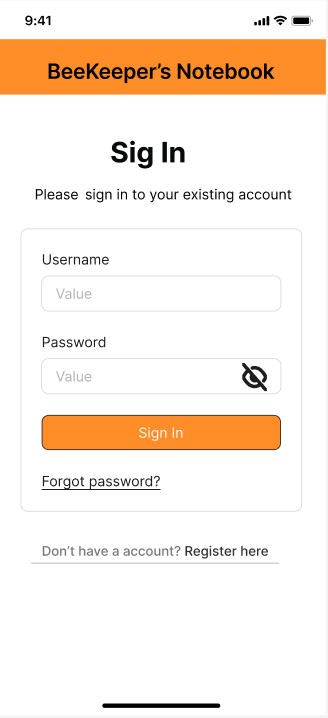 9:41
BeeKeeper’s Notebook
Sig In
Please sign in to your existing account
Username
Value
Password
Value
Sign In
Forgot password?
Don’t have a account? Register here